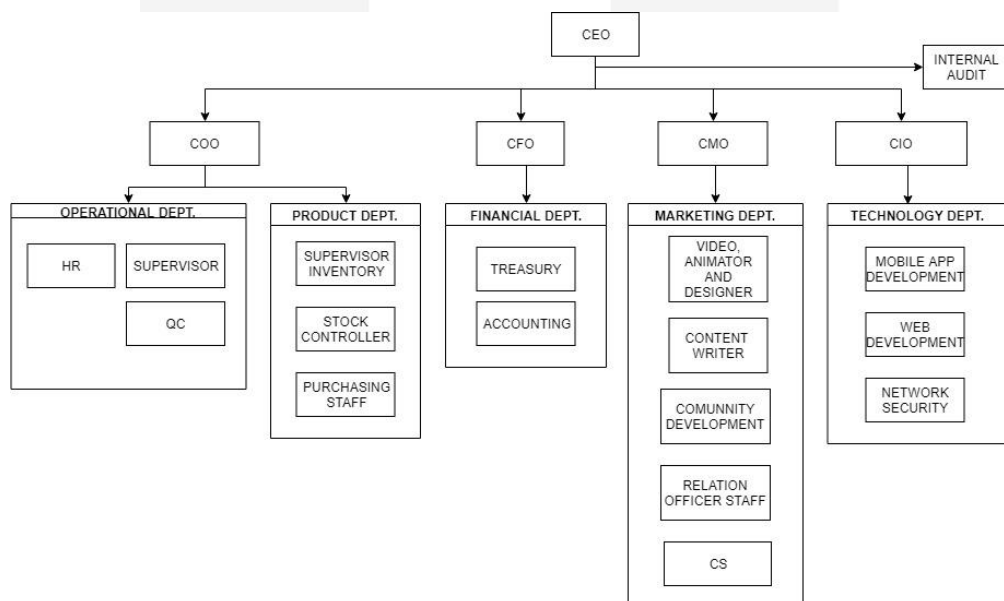 CEO
INTERNAL
AUDIT
COO
CFO
CMO
CIO
OPERATIONAL DEPT.
HR
SUPERVISOR
QC
PRODUCT DEPT.
SUPERVISOR
INVENTORY
STOCK
CONTROLLER
PURCHASING
STAFF
FINANCIAL DEPT.
TREASURY
ACCOUNTING
MARKETING DEPT.
VIDEO,
ANIMATOR
AND
DESIGNER
CONTENT
WRITER
COMUNNITY
DEVELOPMENT
RELATION
OFFICER STAFF
CS
TECHNOLOGY DEPT.
MOBILE APP
DEVELOPMENT
WEB
DEVELOPMENT
NETWORK
SECURITY